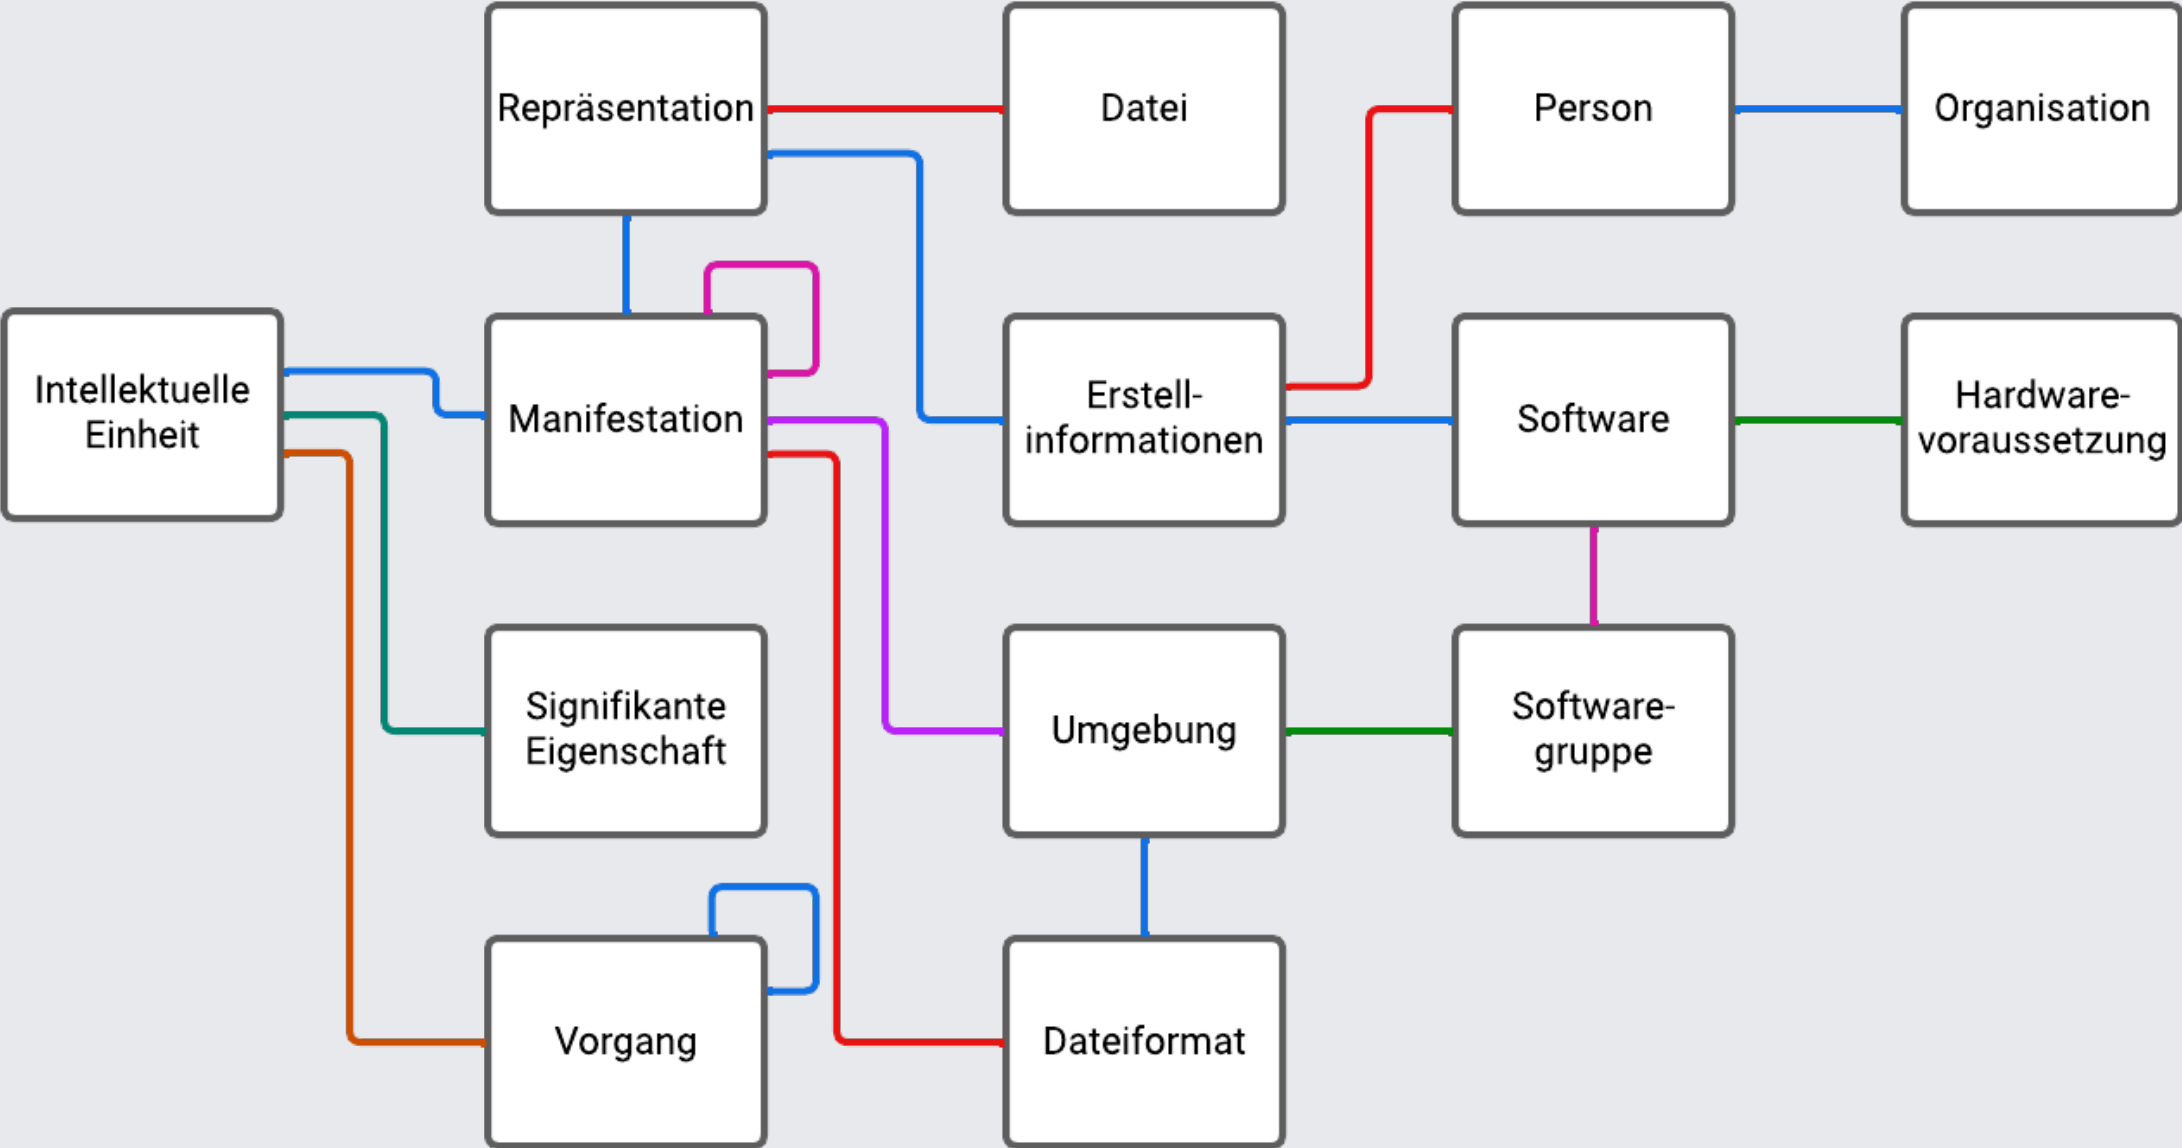 Repräsentation
Datei
Person
Organisation
Intellektuelle
Einheit
Manifestation
Erstell-
informationen
Software
Hardware-
voraussetzung
Signifikante
Eigenschaft
Umgebung
Software-
gruppe
Vorgang
Dateiformat